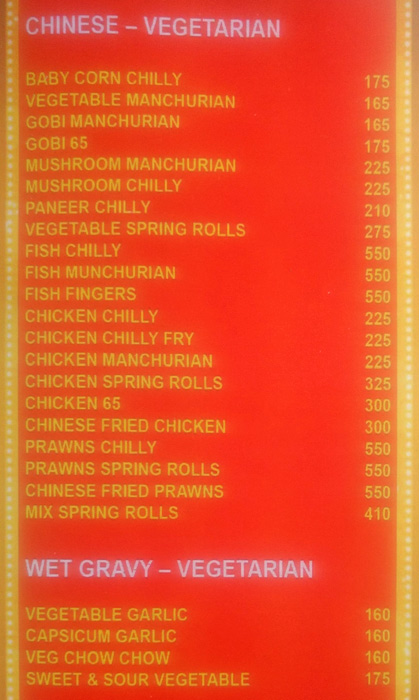 CHINESE – VEGETARIAN
BABY CORN CHILLY 175
VEGETABLE MANCHURIAN 165
GOBI MANCHURIAN 165
GOBI 65 175
MUSHROOM MANCHURIAN 225
MUSHROOM CHILLY 225
PANEER CHILLY 210
VEGETABLE SPRING ROLLS 275
FISH CHILLY 550
FISH MUNCHURIAN 550
FISH FINGERS 550
CHICKEN CHILLY 225
CHICKEN CHILLY FRY 225
CHICKEN MANCHURIAN 225
CHICKEN SPRING ROLLS 325
CHICKEN 65 300
CHINESE FRIED CHICKEN 300
PRAWNS CHILLY 550
PRAWNS SPRING ROLLS 550
CHINESE FRIED PRAWNS 550
MIX SPRING ROLLS 410
WET GRAVY – VEGETARIAN
VEGETABLE GARLIC 160
CAPSICUM GARLIC 160
VEG CHOW CHOW 160
SWEET & SOUR VEGETABLE 175